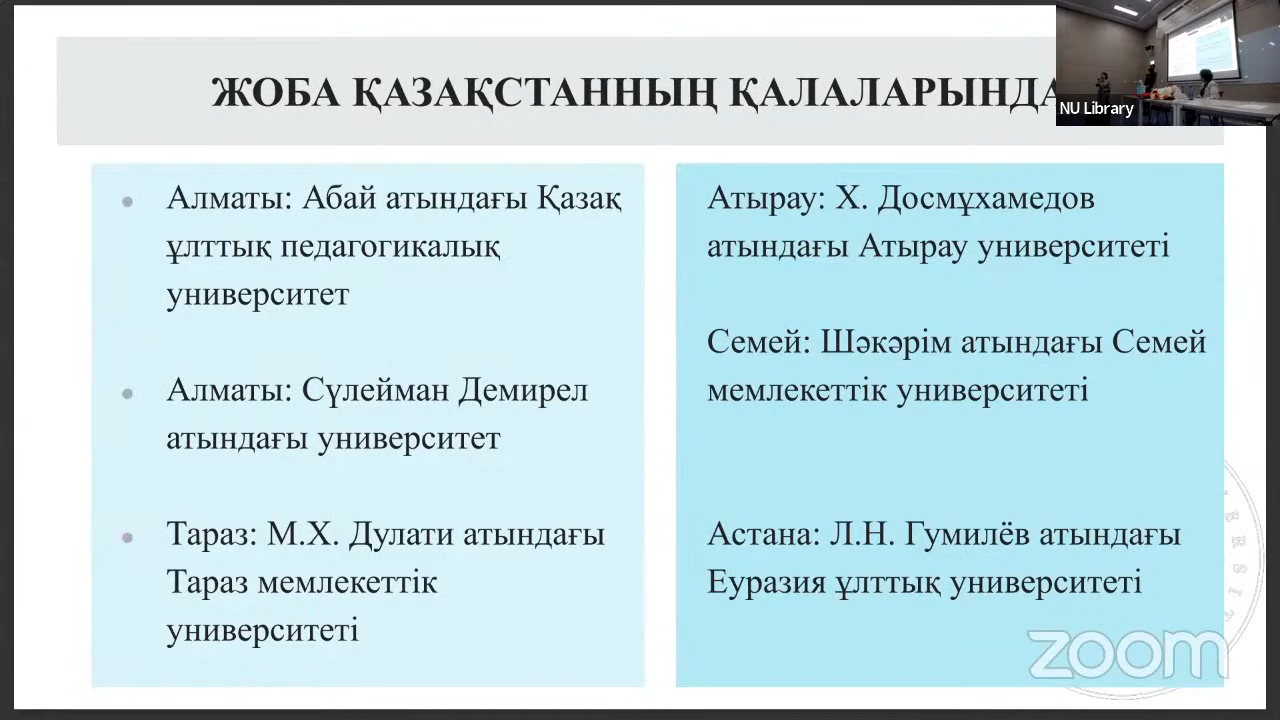 ЖОБА ҚАЗАҚСТАННЫҢ ҚАЛАЛАРЫНДА
NU Library
Алматы: Абай атындағы Қазақ
ұлттық педагогикалық
университет
Алматы: Сүлейман Демирел
атындағы университет
Тараз: М.Х. Дулати атындағы
Тараз мемлекеттік
университеті
Атырау: Х. Досмұхамедов
атындағы Атырау университеті
Семей: Шәкәрім атындағы Семей
мемлекеттік университеті
Астана: Л.Н. Гумилёв атындағы
Еуразия ұлттық университеті
zoom